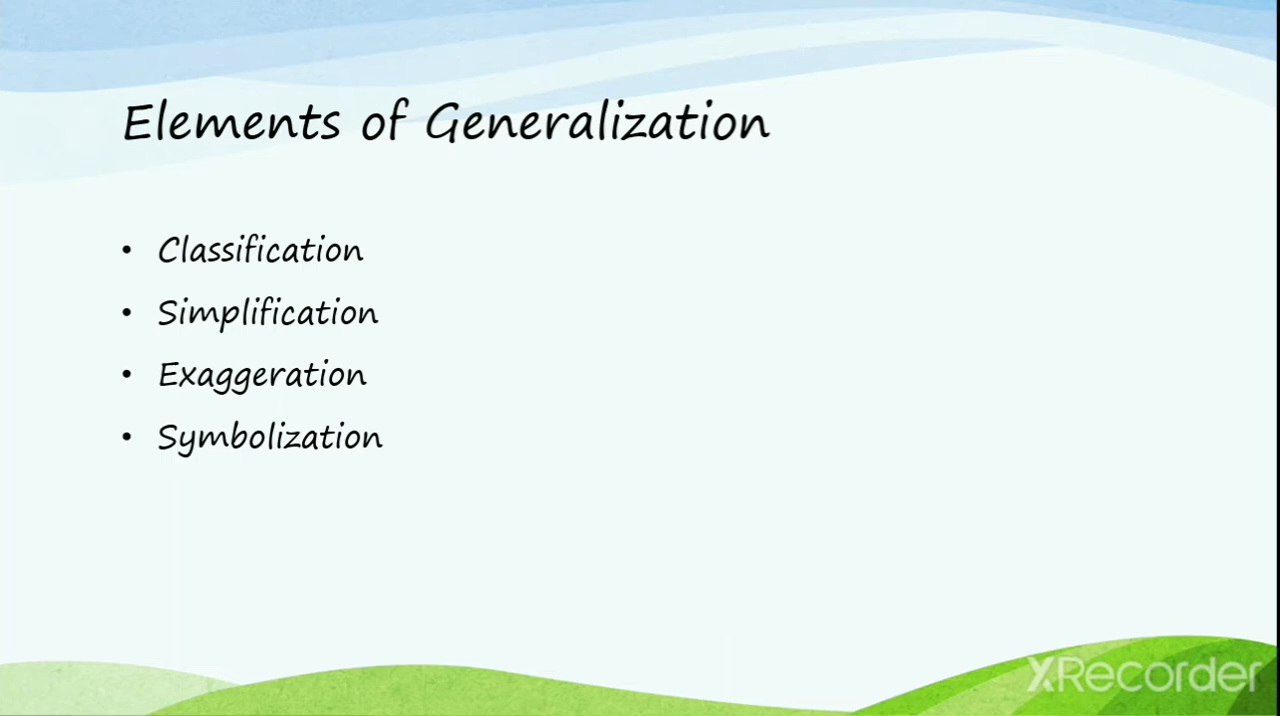 Elements of Generalization
• Classification
• Simplification
• Exaggeration
• Symbolization
XRecorder